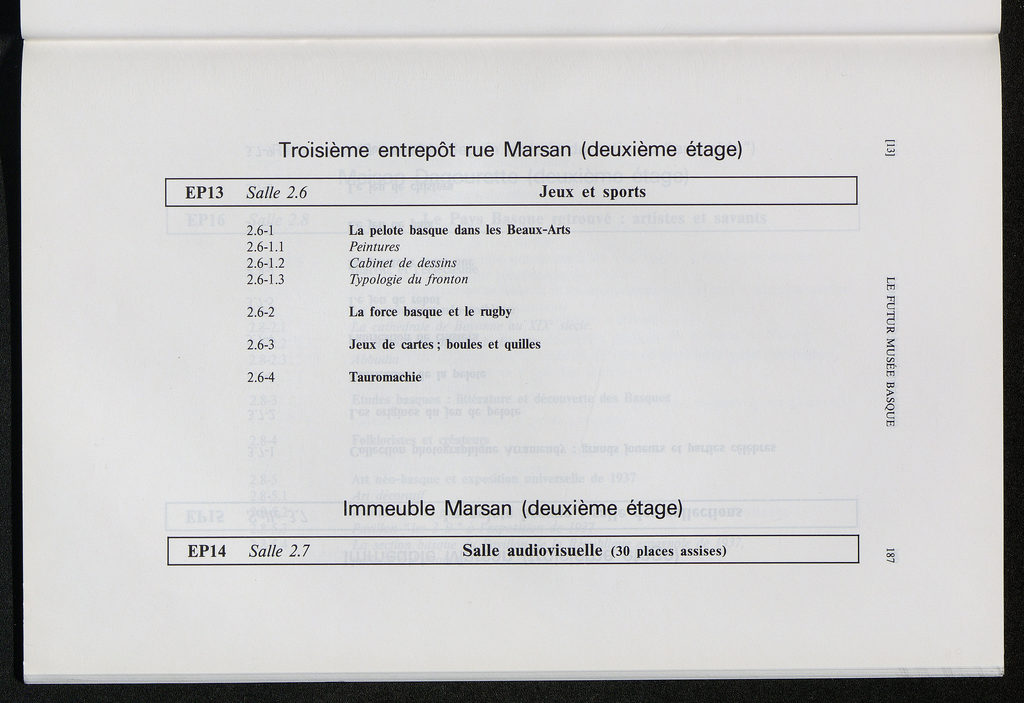 Troisième entrepôt rue Marsan (deuxième étage)
EP13 Salle 2.6 Jeux et sports
2.6-1 La pelote basque dans les Beaux-Arts
2.6-1.1 Peintures
2.6-1.2 Cabinet de dessins
2.6-1.3 Typologie du fronton
2.6-2 La force basque et le rugby
2.6-3 Jeux de cartes ; boules et quilles
2.6-4 Tauromachie
Immeuble Marsan (deuxième étage)
EP14 Salle 2.7 Salle audiovisuelle (30 places assises)
[13]
LE FUTUR MUSÉE BASQUE
187